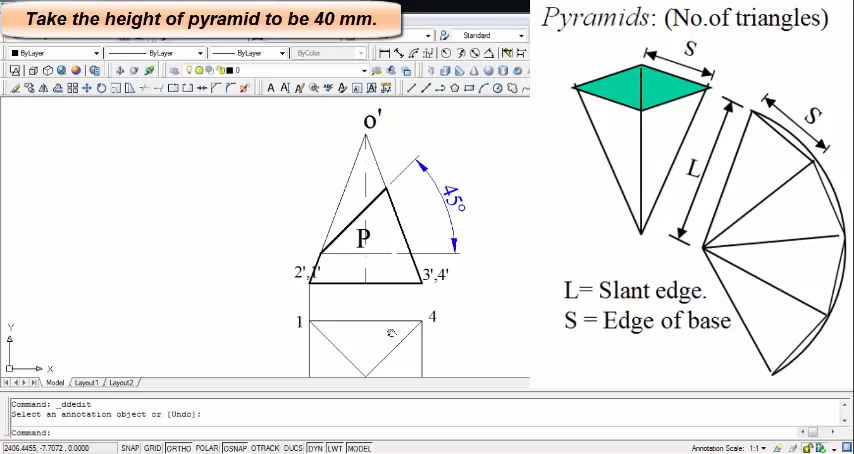 Take the height of pyramid to be 40 mm.
Pyramids: (No.of triangles)
Standard
ByLayer
ByLayer
ByColor
0
S
S
L
o'
45°
P
2',1'
3',4'
1
4
L= Slant edge.
S = Edge of base
Y
X
Model
Layout1
Layout2
Command: _ddedit
Select an annotation object or [Undo]:
Command:
2406.4455, -7.7072, 0.0000
SNAP GRID ORTHO POLAR OSNAP OTRACK DUCS DYN LWT MODEL
Annotation Scale: 1:1